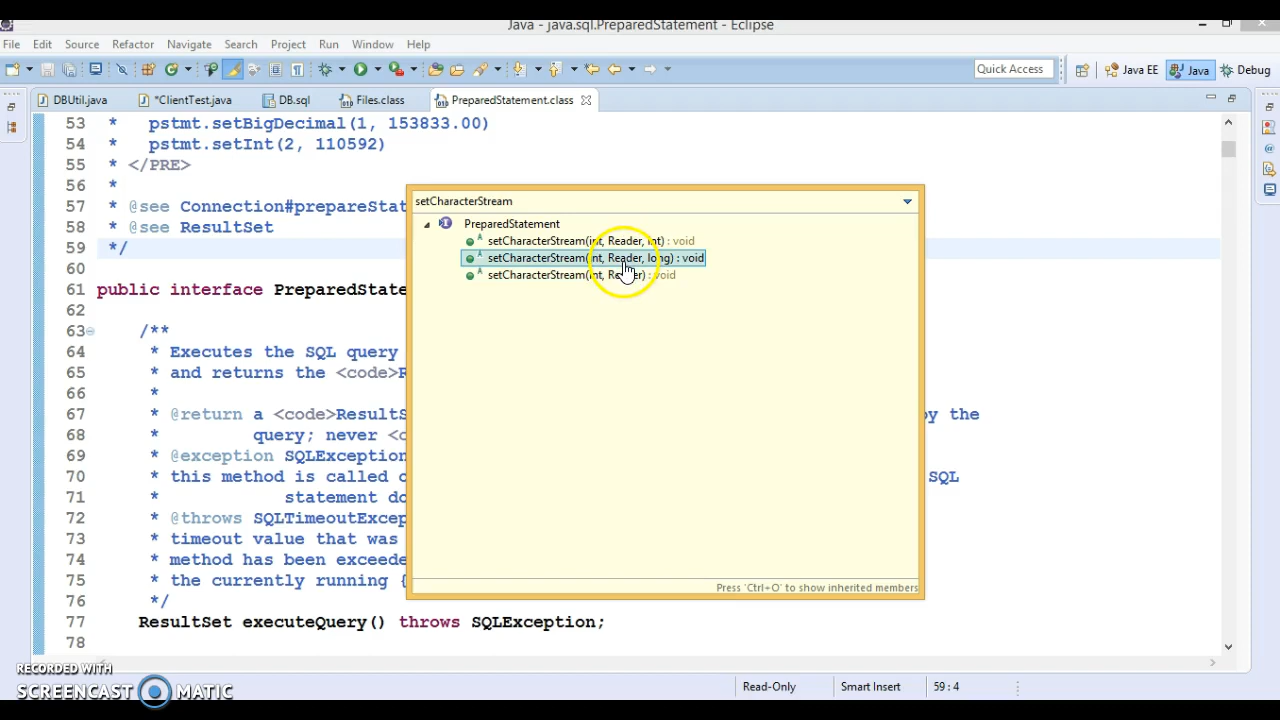 Java - java.sql.PreparedStatement - Eclipse
File Edit Source Refactor Navigate Search Project Run Window Help
Quick Access Java EE Java Debug
DBUtil.java *ClientTest.java DB.sql Files.class PreparedStatement.class
53 * pstmt.setBigDecimal(1, 153833.00)
54 * pstmt.setInt(2, 110592)
55 * </PRE>
56 *
57 * @see Connection#prepareStat
58 * @see ResultSet
59 */
60
61 public interface PreparedState
62
63 /**
64 * Executes the SQL query
65 * and returns the <code>R
66 *
67 * @return a <code>ResultS by the
68 * query; never <c
69 * @exception SQLException
70 * this method is called o SQL
71 * statement do
72 * @throws SQLTimeoutExcep
73 * timeout value that was
74 * method has been exceede
75 * the currently running {
76 */
77 ResultSet executeQuery() throws SQLException;
78
setCharacterStream
PreparedStatement
setCharacterStream(int, Reader, int) : void
setCharacterStream(int, Reader, long) : void
setCharacterStream(int, Reader) : void
Press 'Ctrl+O' to show inherited members
Read-Only Smart Insert 59 : 4
RECORDED WITH
SCREENCAST MATIC